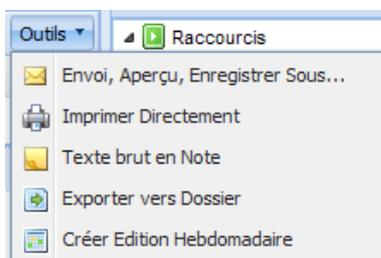 Outils
Raccourcis
Envoi, Aperçu, Enregistrer Sous...
Imprimer Directement
Texte brut en Note
Exporter vers Dossier
Créer Edition Hebdomadaire